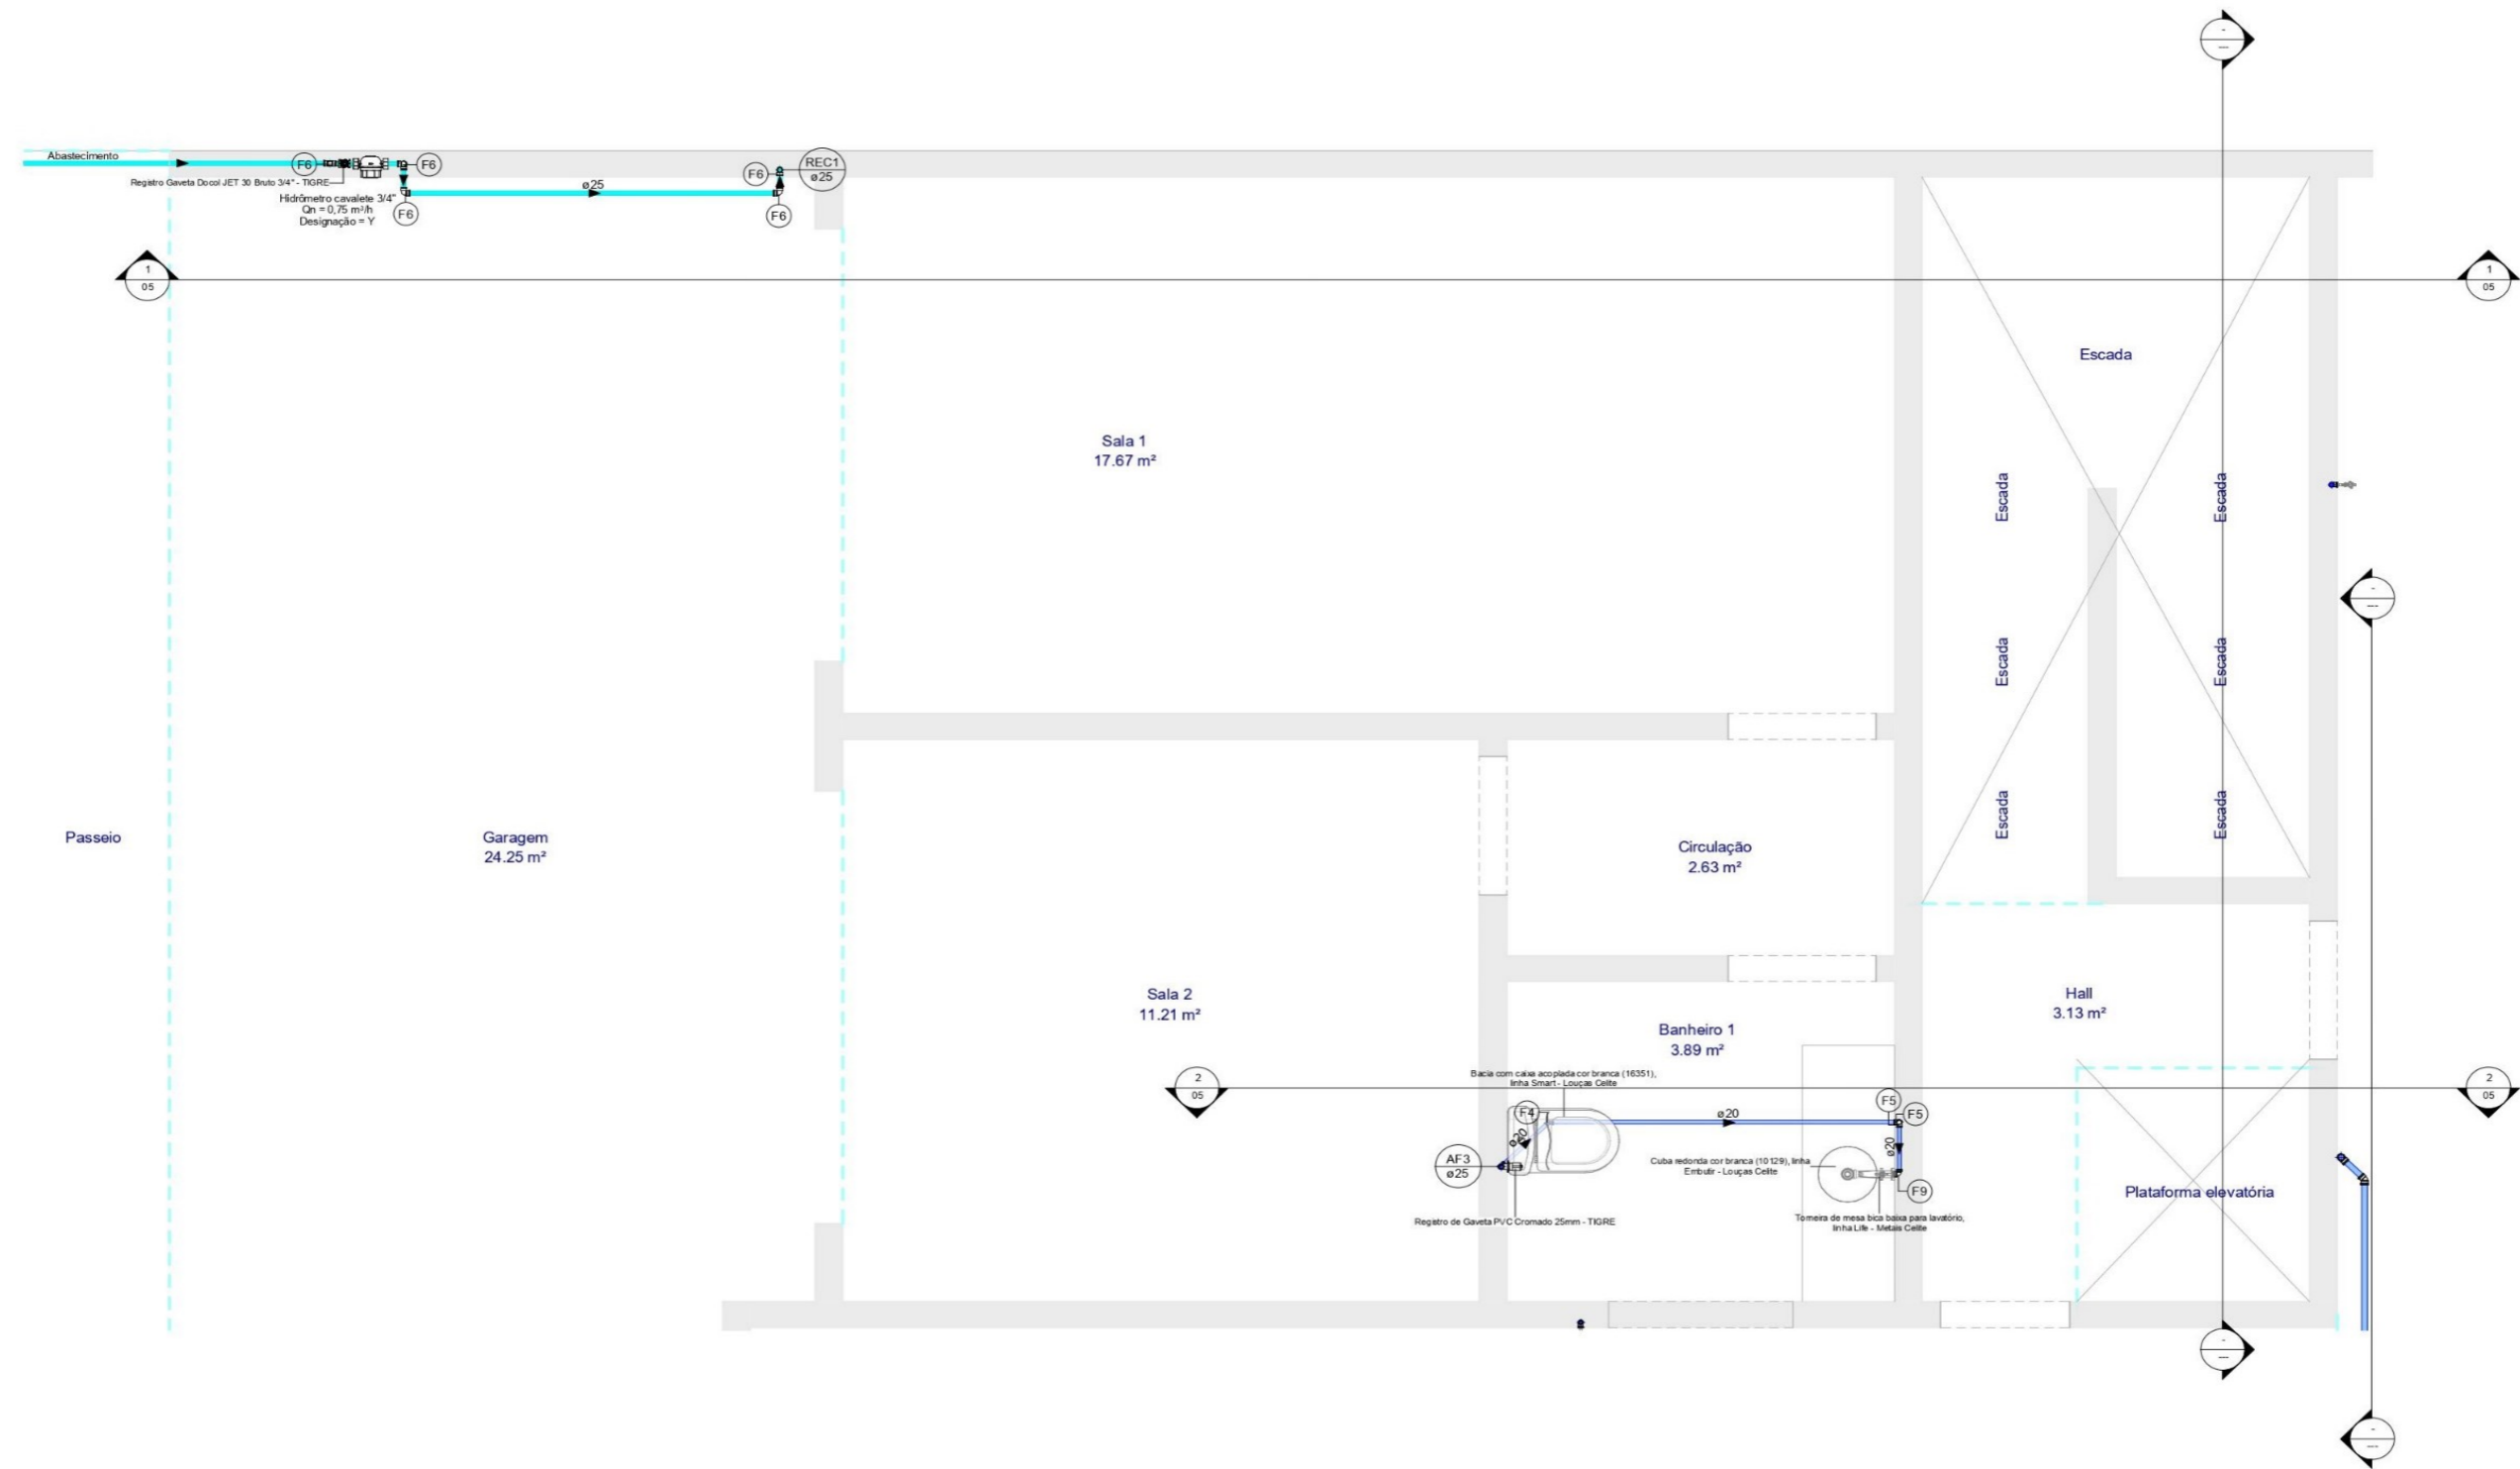 -
---
Abastecimento
F6
F6
Registro Gaveta Docol JET 30 Bruto 3/4" - TIGRE
Hidrômetro cavalete 3/4"
Qn = 0,75 m³/h
Designação = Y
F6
ø25
F6
F6
REC1
ø25
1
05
1
05
Escada
Sala 1
17.67 m²
Escada
Escada
-
---
Escada
Escada
Escada
Escada
Passeio
Garagem
24.25 m²
Circulação
2.63 m²
Sala 2
11.21 m²
Hall
3.13 m²
Banheiro 1
3.89 m²
2
05
2
05
Bacia com caixa acoplada cor branca (16351),
linha Smart - Louças Celite
F4
ø20
ø20
F5
F5
ø20
AF3
ø25
Cuba redonda cor branca (10129), linha
Embutir - Louças Celite
F9
Plataforma elevatória
Registro de Gaveta PVC Cromado 25mm - TIGRE
Torneira de mesa bica baixa para lavatório,
linha Life - Metais Celite
-
---
-
---